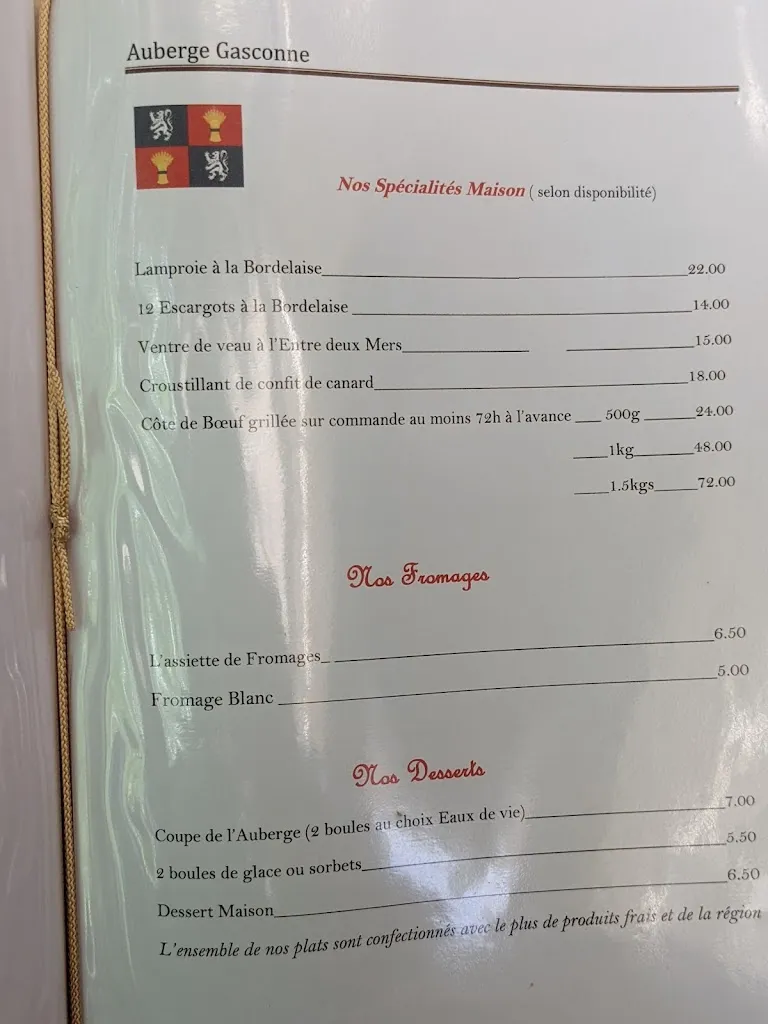 Auberge Gasconne
Nos Spécialités Maison ( selon disponibilité)
Lamproie à la Bordelaise 22.00
12 Escargots à la Bordelaise 14.00
Ventre de veau à l'Entre deux Mers 15.00
Croustillant de confit de canard 18.00
Côte de Bœuf grillée sur commande au moins 72h à l'avance 500g 24.00
1kg 48.00
1.5kgs 72.00
Nos Fromages
L'assiette de Fromages 6.50
Fromage Blanc 5.00
Nos Desserts
Coupe de l'Auberge (2 boules au choix Eaux de vie) 7.00
2 boules de glace ou sorbets 5.50
Dessert Maison 6.50
L'ensemble de nos plats sont confectionnés avec le plus de produits frais et de la région